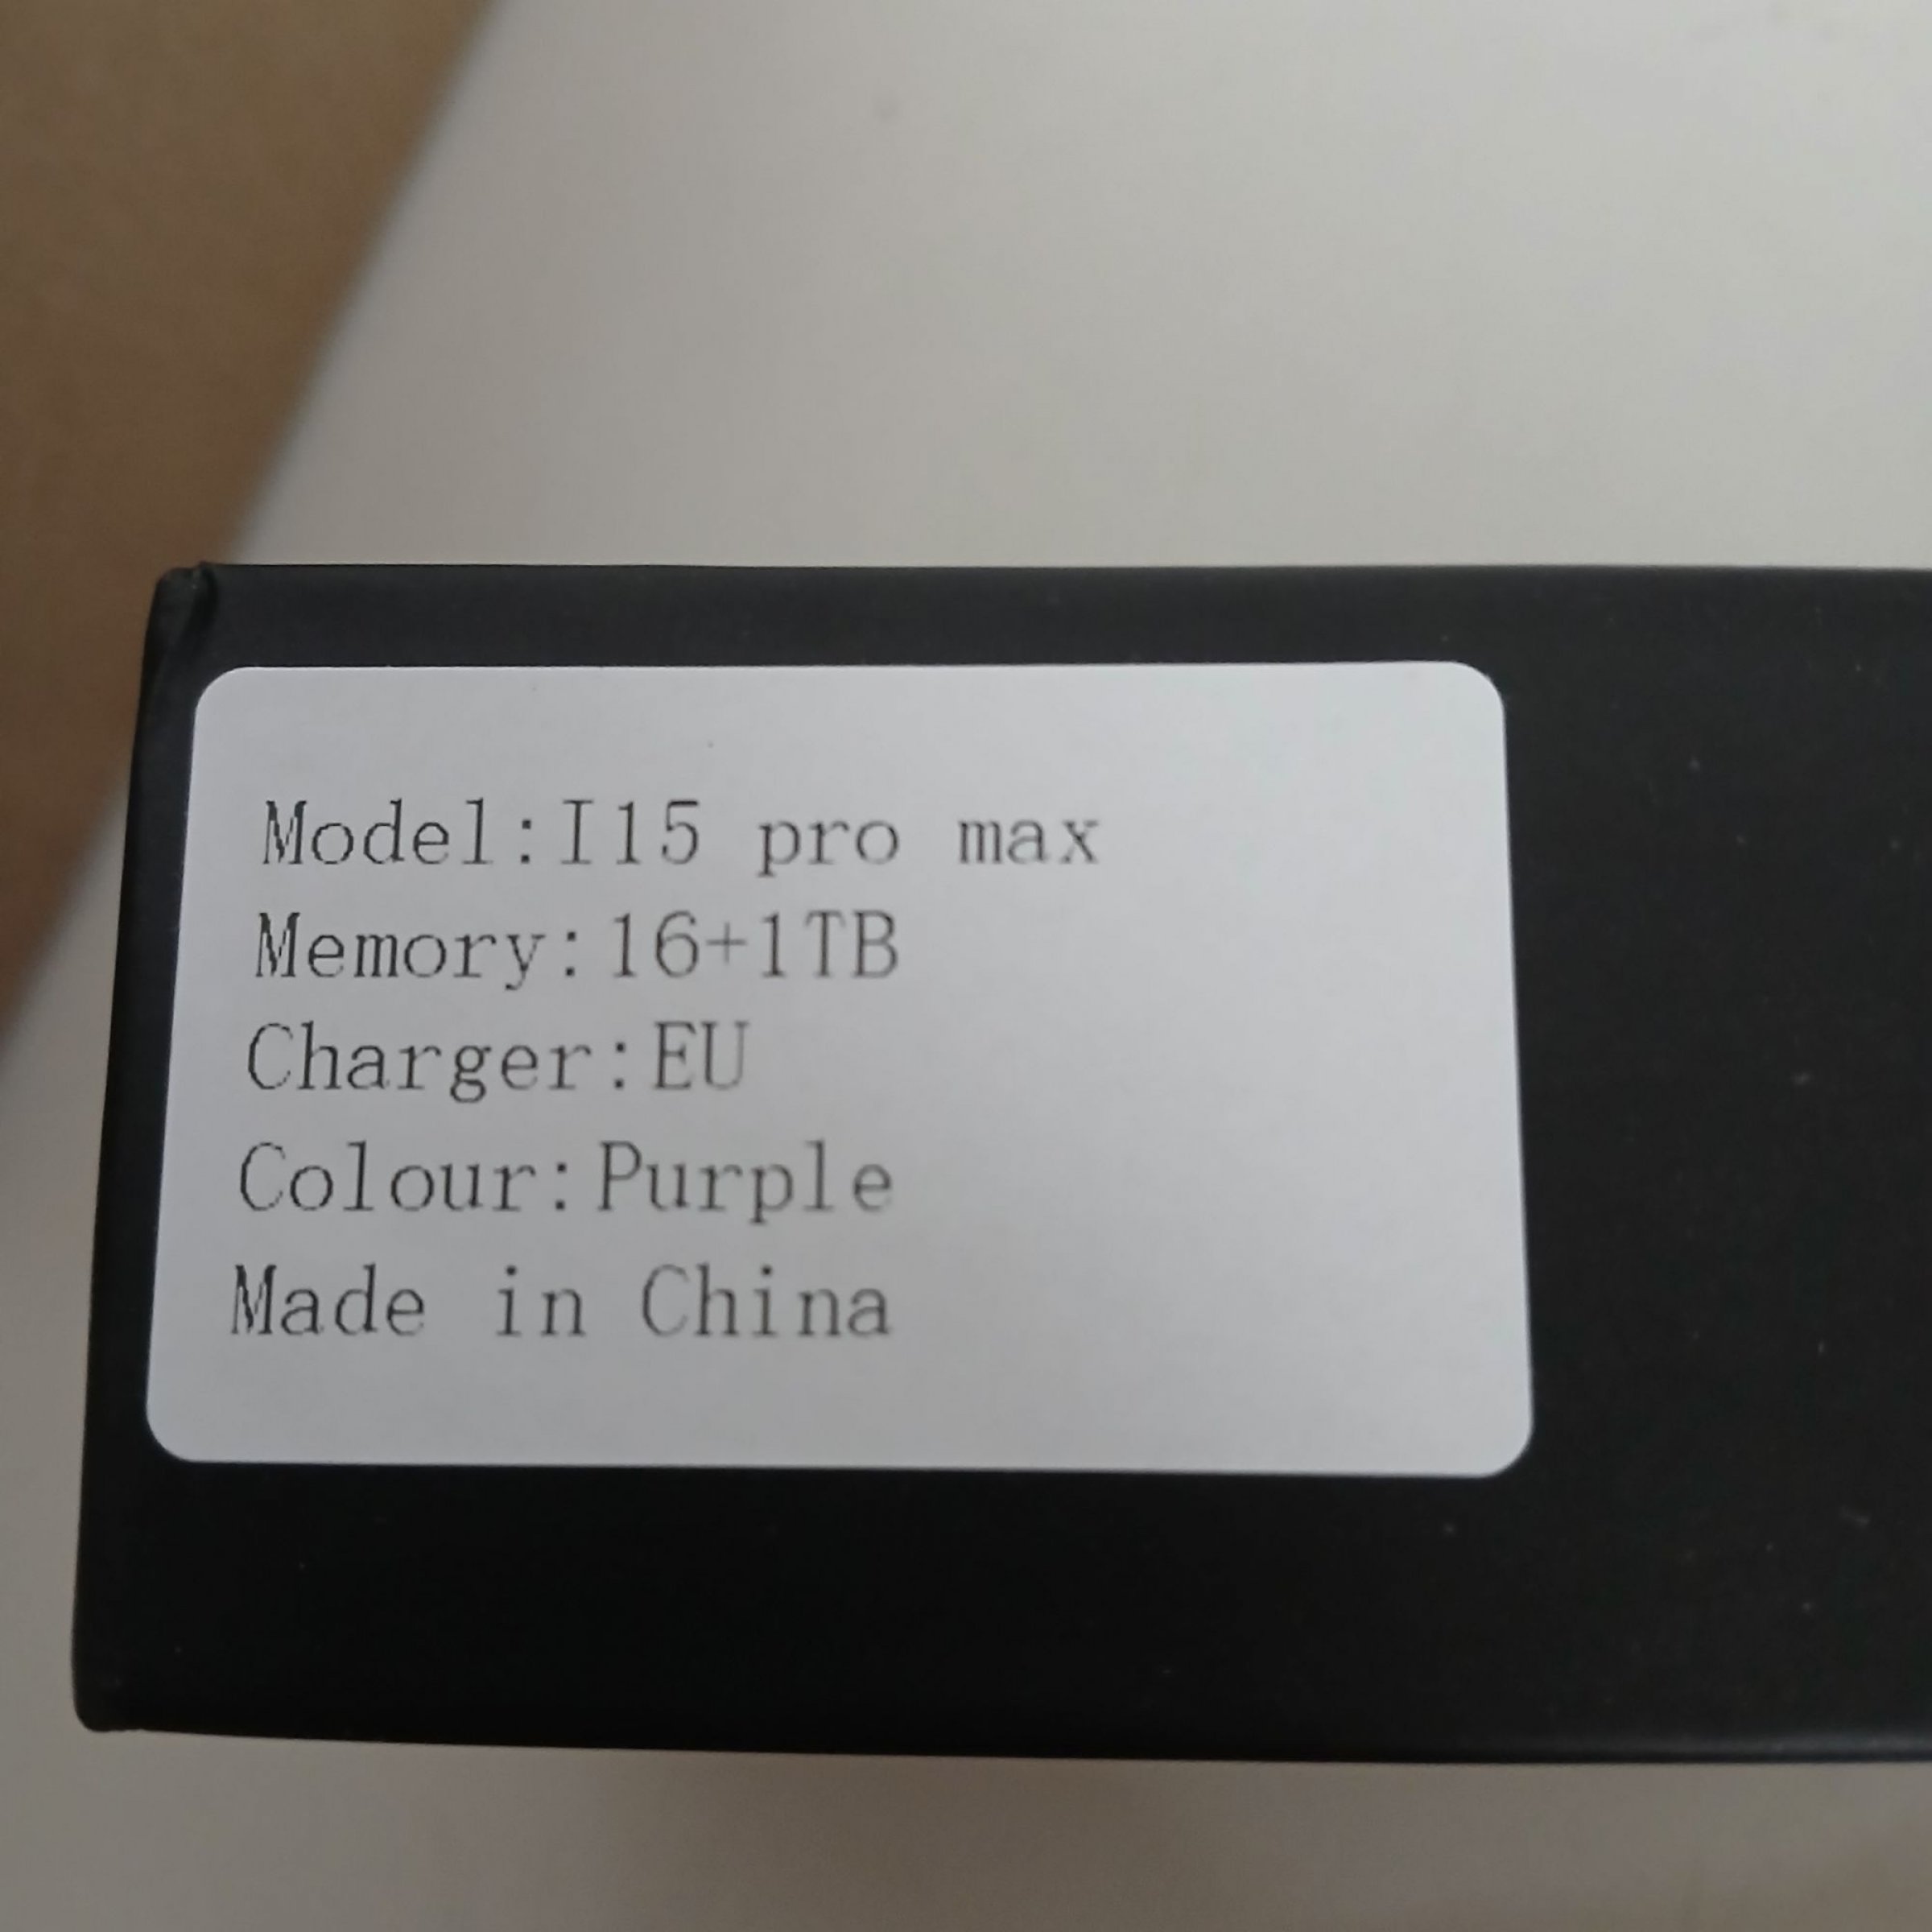 Model:I15 pro max
Memory:16+1TB
Charger:EU
Colour:Purple
Made in China